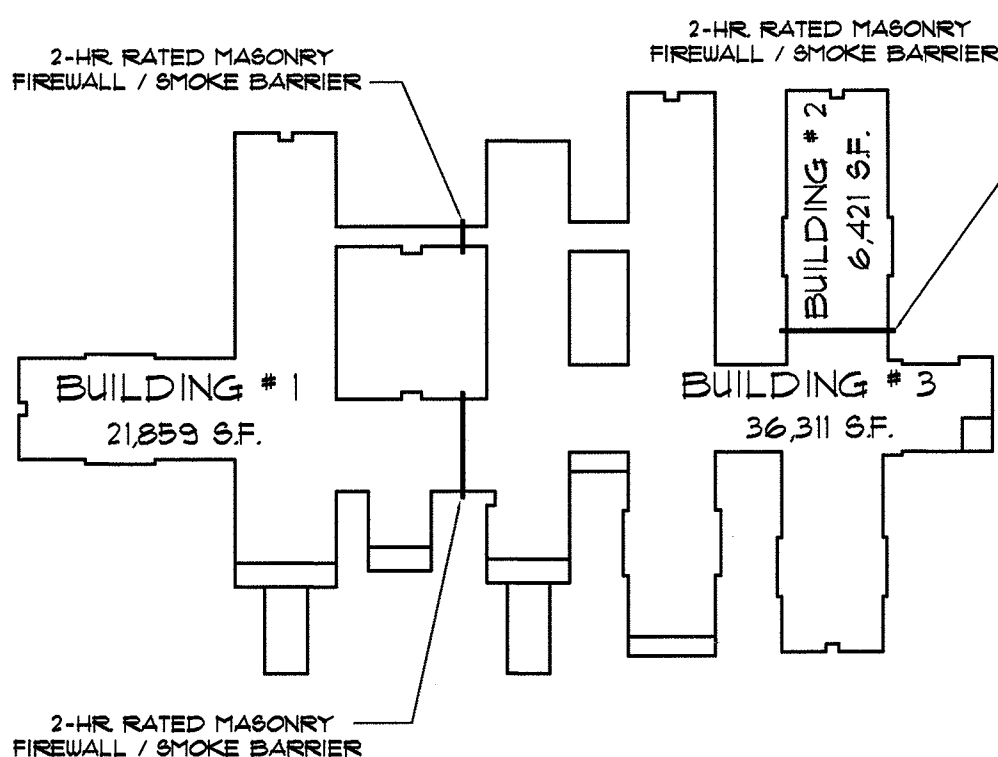 2-HR. RATED MASONRY
FIREWALL / SMOKE BARRIER
2-HR. RATED MASONRY
FIREWALL / SMOKE BARRIER
BUILDING # 2
6,421 S.F.
BUILDING # 1
21,859 S.F.
BUILDING # 3
36,311 S.F.
2-HR. RATED MASONRY
FIREWALL / SMOKE BARRIER